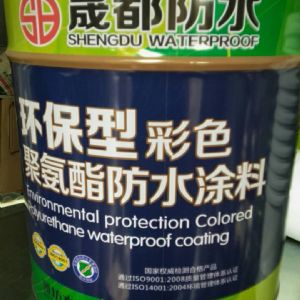 晟都防水
SHENGDU WATERPROOF
环保型 彩色
聚氨酯防水涂料
Environmental protection Colored
Polyurethane waterproof coating
国家权威检测合格产品
通过ISO9001:2008质量管理体系认证
通过ISO14001:2004环境管理体系认证